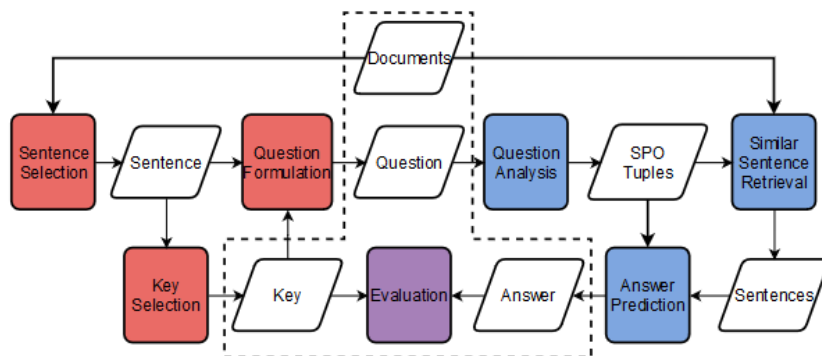 Documents
Sentence
Selection
Sentence
Question
Formulation
Question
Question
Analysis
SPO
Tuples
Similar
Sentence
Retrieval
Key
Selection
Key
Evaluation
Answer
Answer
Prediction
Sentences